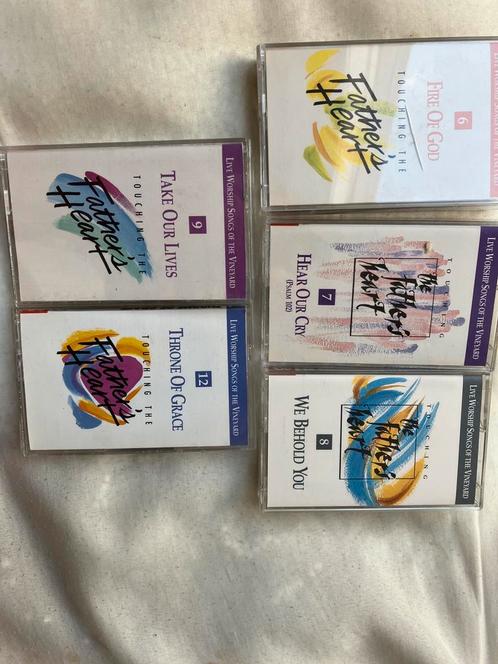 LIVE WORSHIP SONGS OF THE VINEYARD
6
FIRE OF GOD
TOUCHING THE
Father's
Heart
LIVE WORSHIP SONGS OF THE VINEYARD
9
TAKE OUR LIVES
TOUCHING THE
Father's
Heart
LIVE WORSHIP SONGS OF THE VINEYARD
7
HEAR OUR CRY
(PSALM 102)
TOUCHING
the
father's
heart
LIVE WORSHIP SONGS OF THE VINEYARD
12
THRONE OF GRACE
TOUCHING THE
Father's
Heart
LIVE WORSHIP SONGS OF THE VINEYARD
8
WE BEHOLD YOU
TOUCHING
the
father's
heart